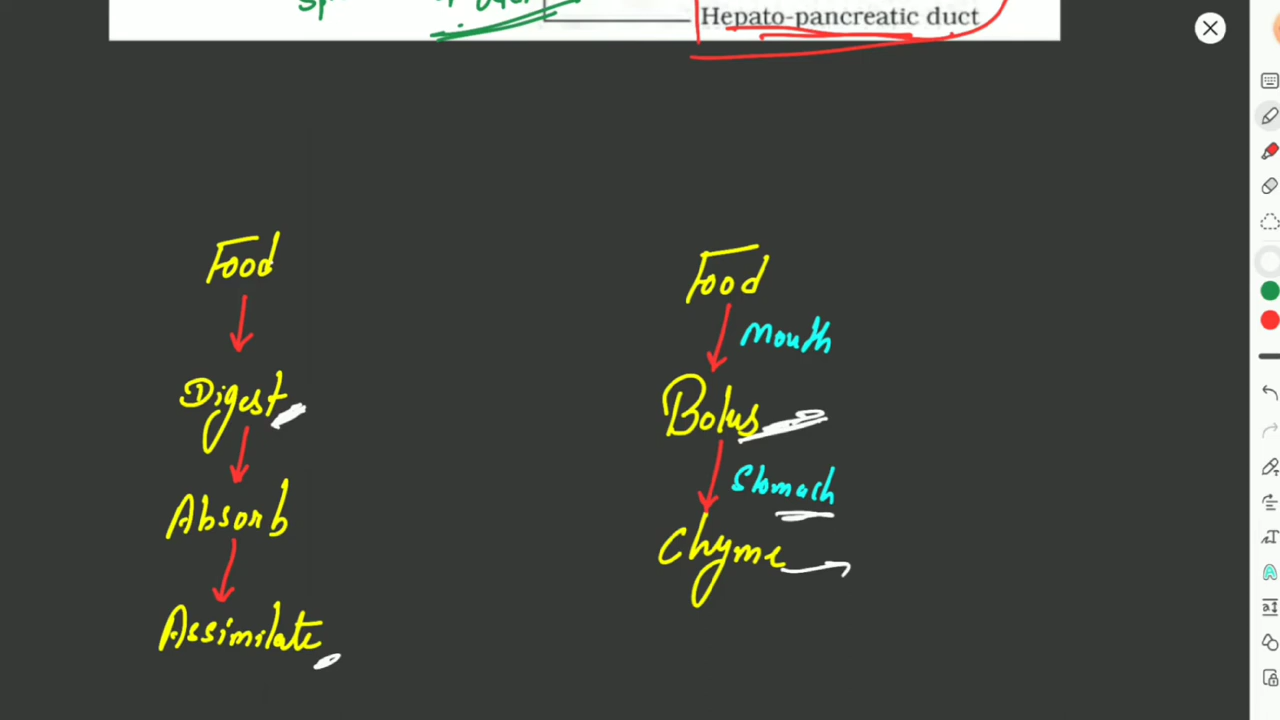 Hepato-pancreatic duct
Food
Digest
Absorb
Assimilate
Food
Mouth
Bolus
Stomach
Chyme